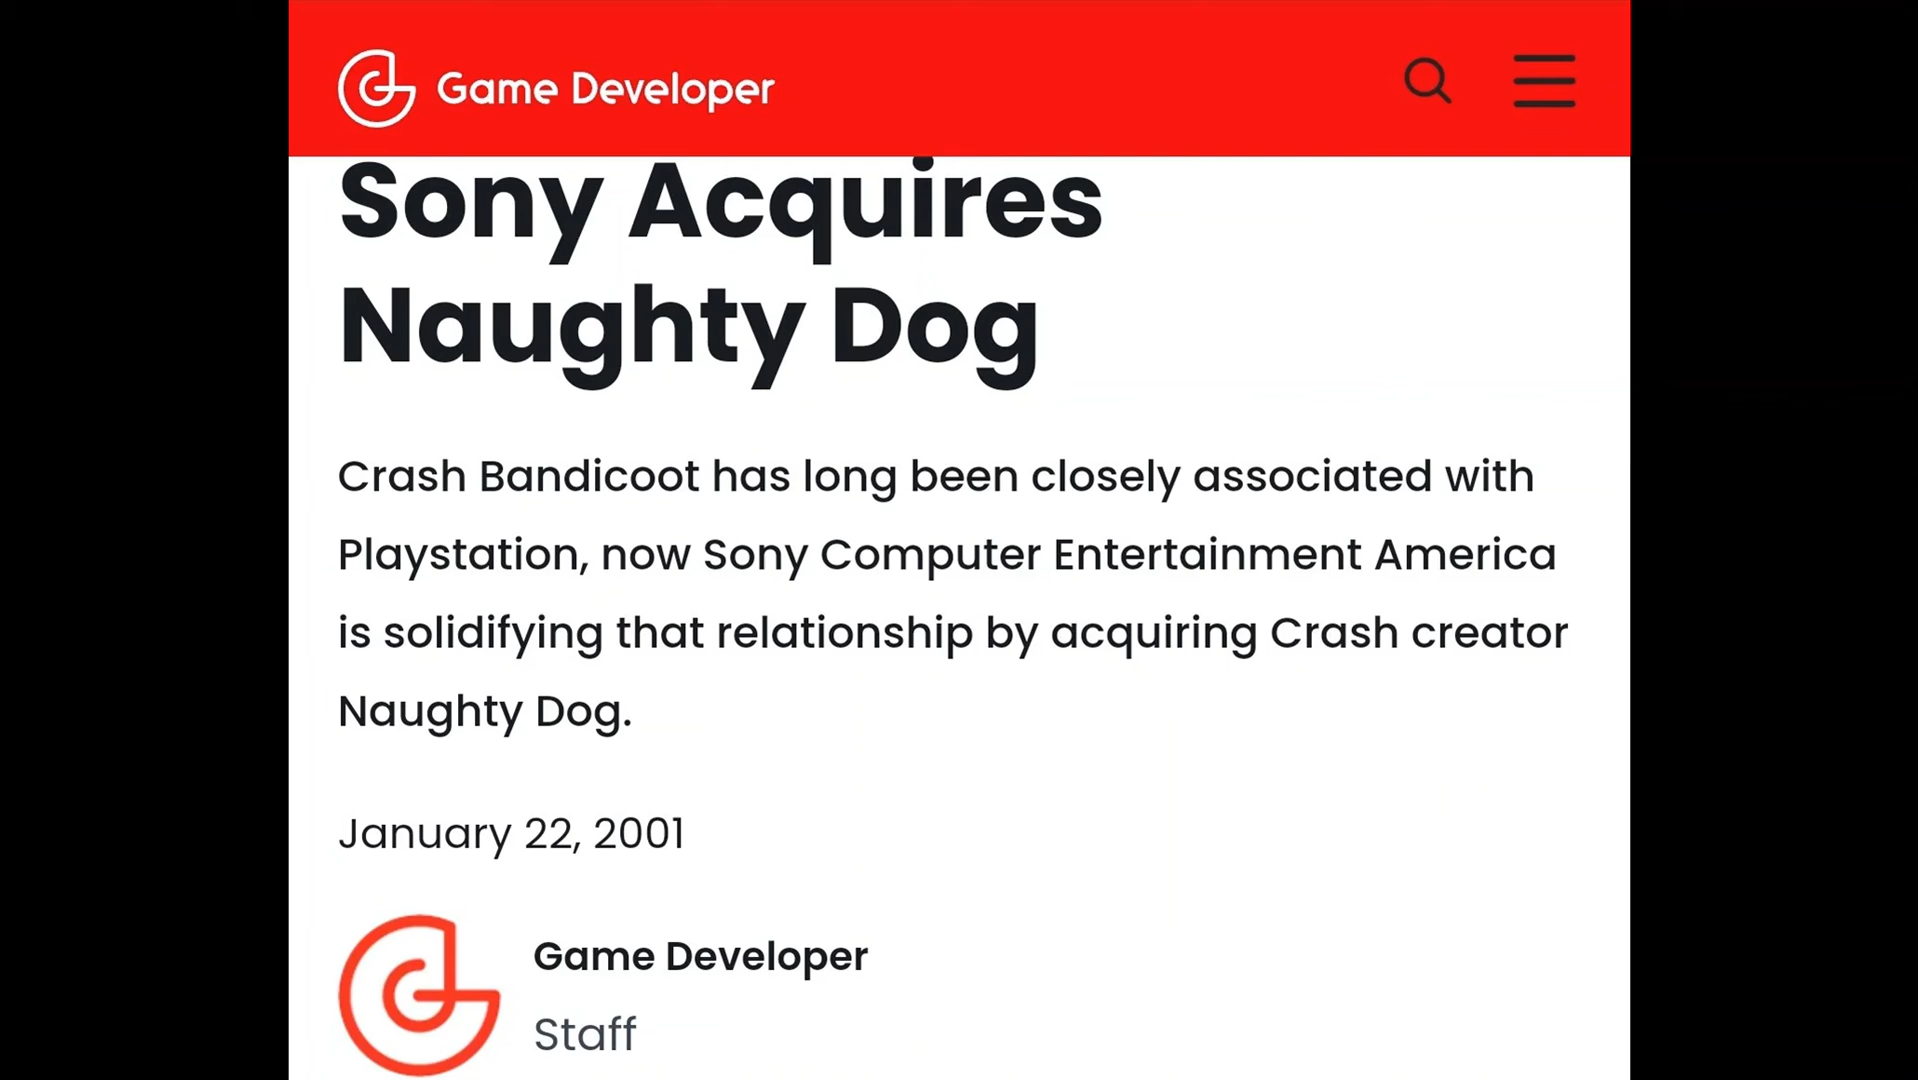 Game Developer
Sony Acquires
Naughty Dog
Crash Bandicoot has long been closely associated with
Playstation, now Sony Computer Entertainment America
is solidifying that relationship by acquiring Crash creator
Naughty Dog.
January 22, 2001
Game Developer
Staff